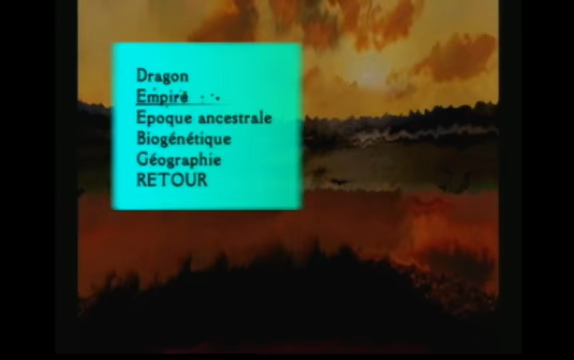 Dragon
Empire
Epoque ancestrale
Biogénétique
Géographie
RETOUR